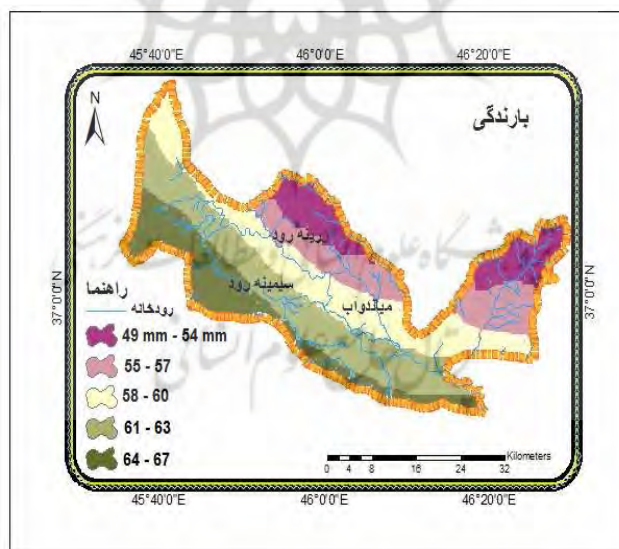 45°40'0"E 46°0'0"E 46°20'0"E
N
بارندگی
زرینه رود
سیمینه رود
میاندواب
37°0'0"N
37°0'0"N
راهنما
رودخانه
49 mm - 54 mm
55 - 57
58 - 60
61 - 63
64 - 67
Kilometers
0 4 8 16 24 32
45°40'0"E 46°0'0"E 46°20'0"E